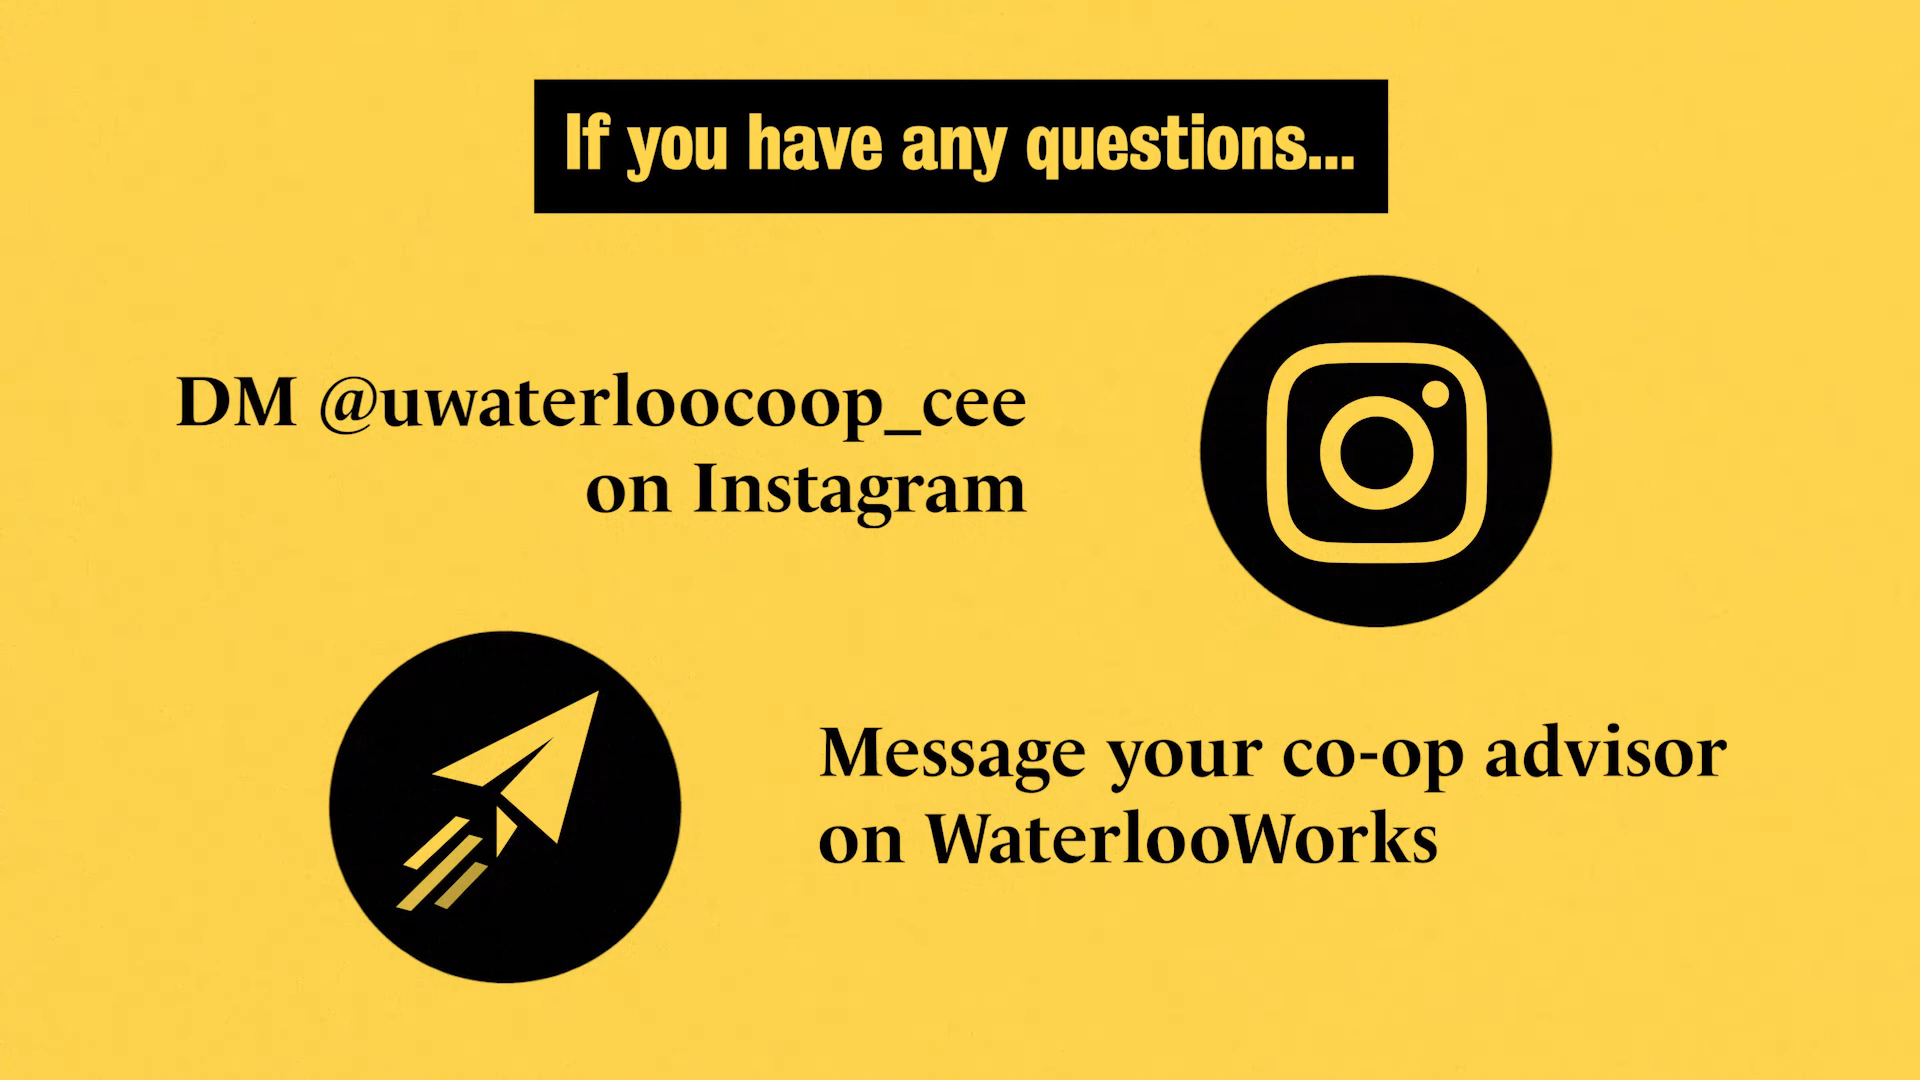 If you have any questions...
DM @uwaterloocoop_cee
on Instagram
Message your co-op advisor
on WaterlooWorks